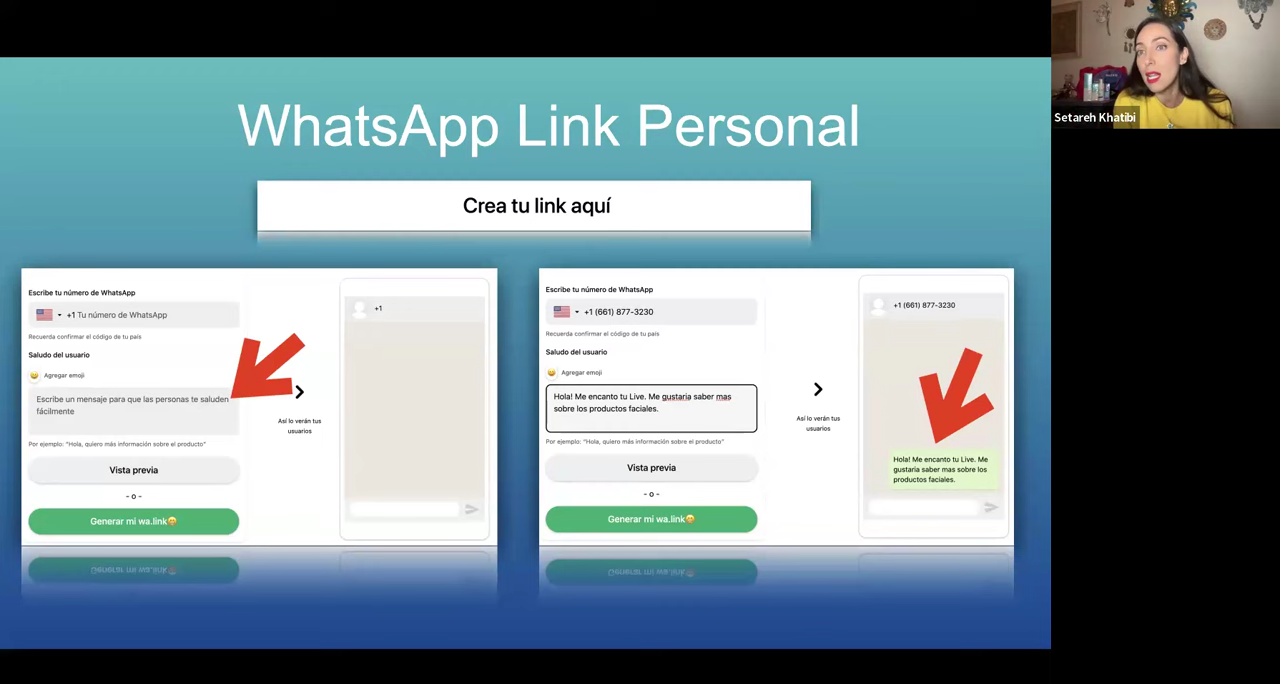 WhatsApp Link Personal
Setareh Khatibi
Crea tu link aquí
Escribe tu número de WhatsApp
+1 Tu número de WhatsApp
Recuerda confirmar el código de tu país
Saludo del usuario
😀 Agregar emoji
Escribe un mensaje para que las personas te saluden
fácilmente
Por ejemplo: "Hola, quiero más información sobre el producto"
Vista previa
- o -
Generar mi wa.link😁
Así lo verán tus
usuarios
+1
Escribe tu número de WhatsApp
+1 (661) 877-3230
Recuerda confirmar el código de tu país
Saludo del usuario
😀 Agregar emoji
Hola! Me encanto tu Live. Me gustaria saber mas
sobre los productos faciales.
Por ejemplo: "Hola, quiero más información sobre el producto"
Vista previa
- o -
Generar mi wa.link😁
Así lo verán tus
usuarios
+1 (661) 877-3230
Hola! Me encanto tu Live. Me
gustaria saber mas sobre los
productos faciales.